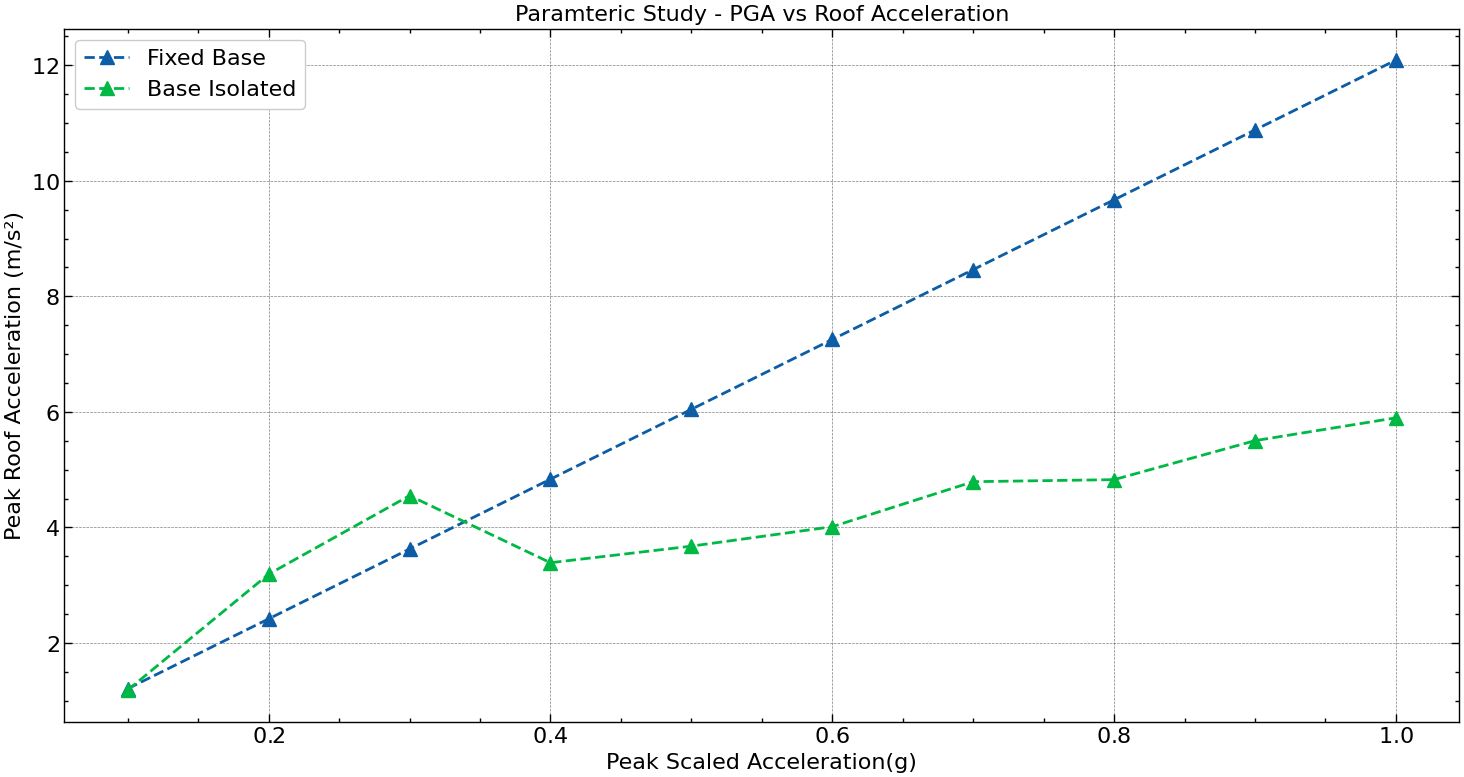 Paramteric Study - PGA vs Roof Acceleration
Fixed Base
Base Isolated
Peak Roof Acceleration (m/s²)
12
10
8
6
4
2
0.2
0.4
0.6
0.8
1.0
Peak Scaled Acceleration(g)